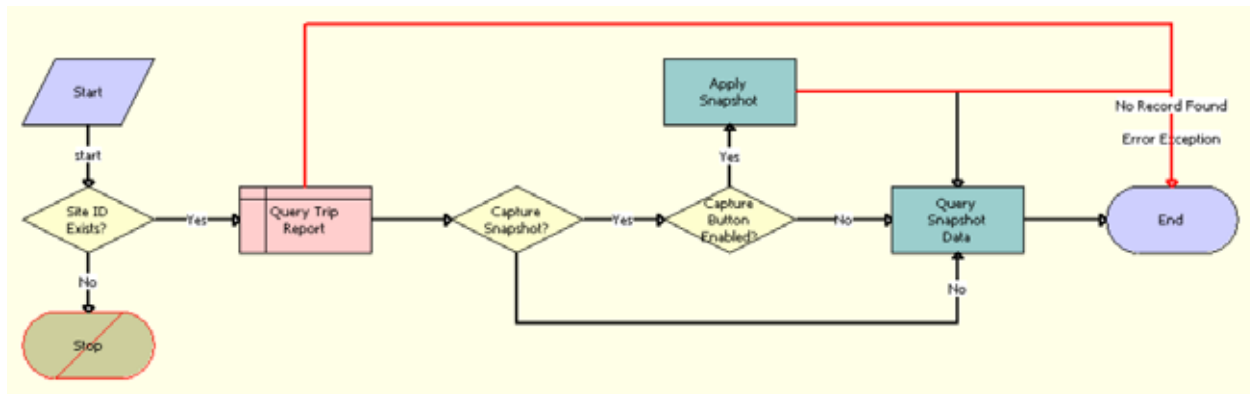 Start
start
Site ID
Exists?
Yes
No
Stop
Query Trip
Report
Capture
Snapshot?
Yes
Capture
Button
Enabled?
Yes
Apply
Snapshot
No
No
Query
Snapshot
Data
No Record Found
Error Exception
End